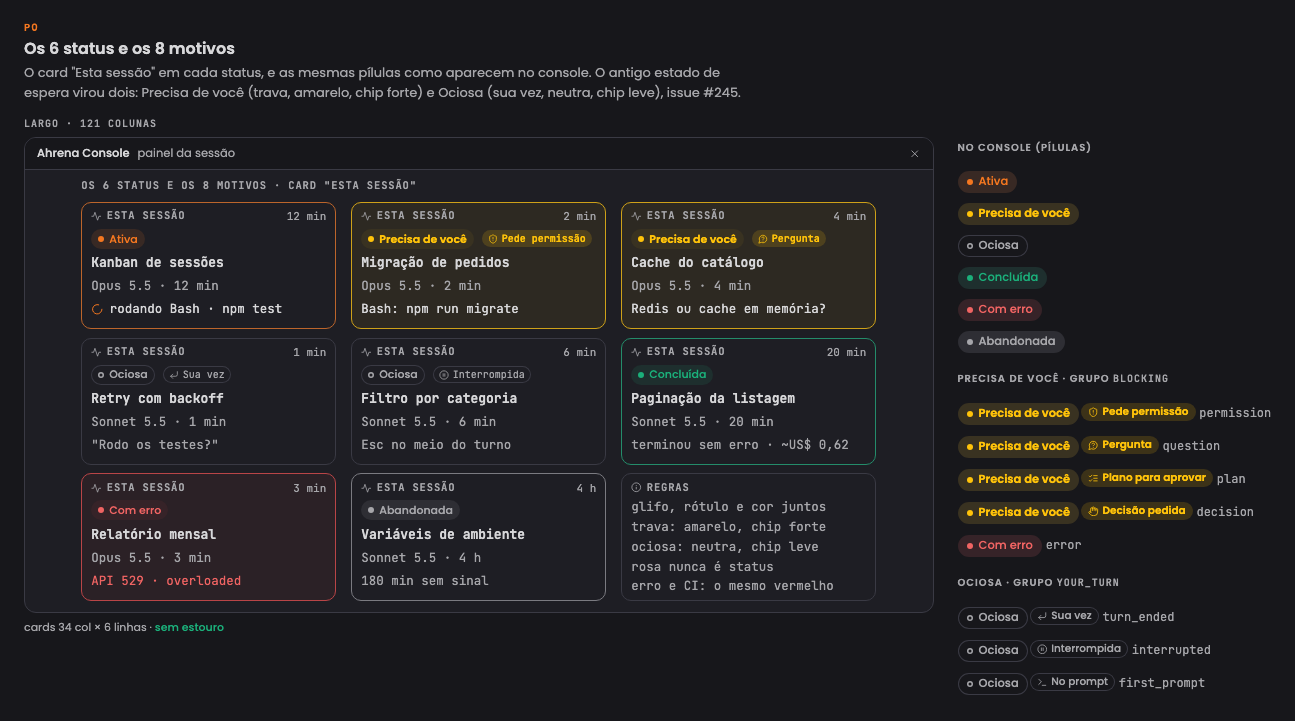 PO
Os 6 status e os 8 motivos
O card "Esta sessão" em cada status, e as mesmas pílulas como aparecem no console. O antigo estado de
espera virou dois: Precisa de você (trava, amarelo, chip forte) e Ociosa (sua vez, neutra, chip leve), issue #245.
LARGO · 121 COLUNAS
Ahrena Console painel da sessão
OS 6 STATUS E OS 8 MOTIVOS · CARD "ESTA SESSÃO"
ESTA SESSÃO 12 min
Ativa
Kanban de sessões
Opus 5.5 · 12 min
rodando Bash · npm test
ESTA SESSÃO 2 min
Precisa de você Pede permissão
Migração de pedidos
Opus 5.5 · 2 min
Bash: npm run migrate
ESTA SESSÃO 4 min
Precisa de você Pergunta
Cache do catálogo
Opus 5.5 · 4 min
Redis ou cache em memória?
ESTA SESSÃO 1 min
Ociosa Sua vez
Retry com backoff
Sonnet 5.5 · 1 min
"Rodo os testes?"
ESTA SESSÃO 6 min
Ociosa Interrompida
Filtro por categoria
Sonnet 5.5 · 6 min
Esc no meio do turno
ESTA SESSÃO 20 min
Concluída
Paginação da listagem
Sonnet 5.5 · 20 min
terminou sem erro · ~US$ 0,62
ESTA SESSÃO 3 min
Com erro
Relatório mensal
Opus 5.5 · 3 min
API 529 · overloaded
ESTA SESSÃO 4 h
Abandonada
Variáveis de ambiente
Sonnet 5.5 · 4 h
180 min sem sinal
REGRAS
glifo, rótulo e cor juntos
trava: amarelo, chip forte
ociosa: neutra, chip leve
rosa nunca é status
erro e CI: o mesmo vermelho
cards 34 col × 6 linhas · sem estouro
NO CONSOLE (PÍLULAS)
Ativa
Precisa de você
Ociosa
Concluída
Com erro
Abandonada
PRECISA DE VOCÊ · GRUPO BLOCKING
Precisa de você Pede permissão permission
Precisa de você Pergunta question
Precisa de você Plano para aprovar plan
Precisa de você Decisão pedida decision
Com erro error
OCIOSA · GRUPO YOUR_TURN
Ociosa Sua vez turn_ended
Ociosa Interrompida interrupted
Ociosa No prompt first_prompt